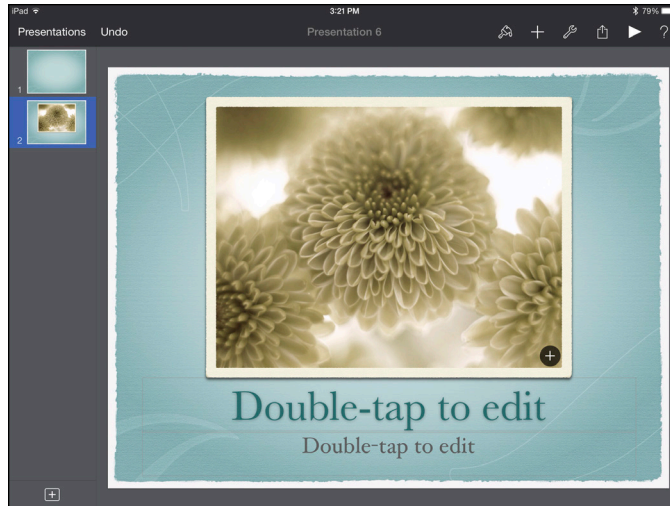 iPad 3:21 PM 79%
Presentations Undo Presentation 6 ?
1
2
Double-tap to edit
Double-tap to edit